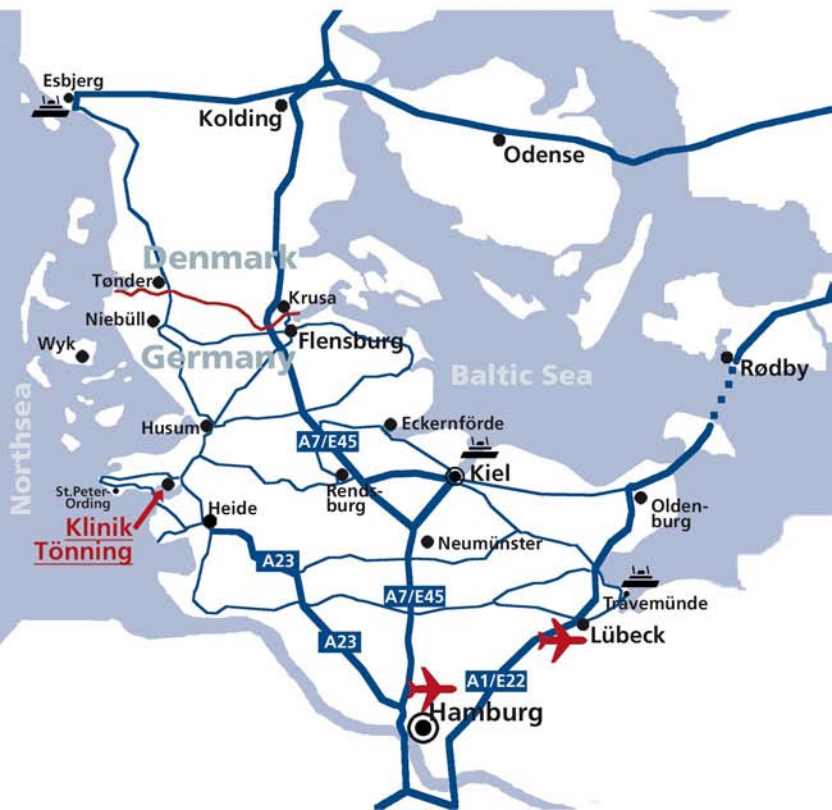 Esbjerg
Kolding
Odense
Denmark
Tønder
Krusa
Niebüll
Flensburg
Wyk
Germany
Rødby
Baltic Sea
Northsea
Husum
Eckernförde
A7/E45
Kiel
St.Peter-
Ording
Rends-
burg
Olden-
burg
Heide
Klinik
Tönning
Neumünster
A23
A7/E45
Travemünde
Lübeck
A23
A1/E22
Hamburg